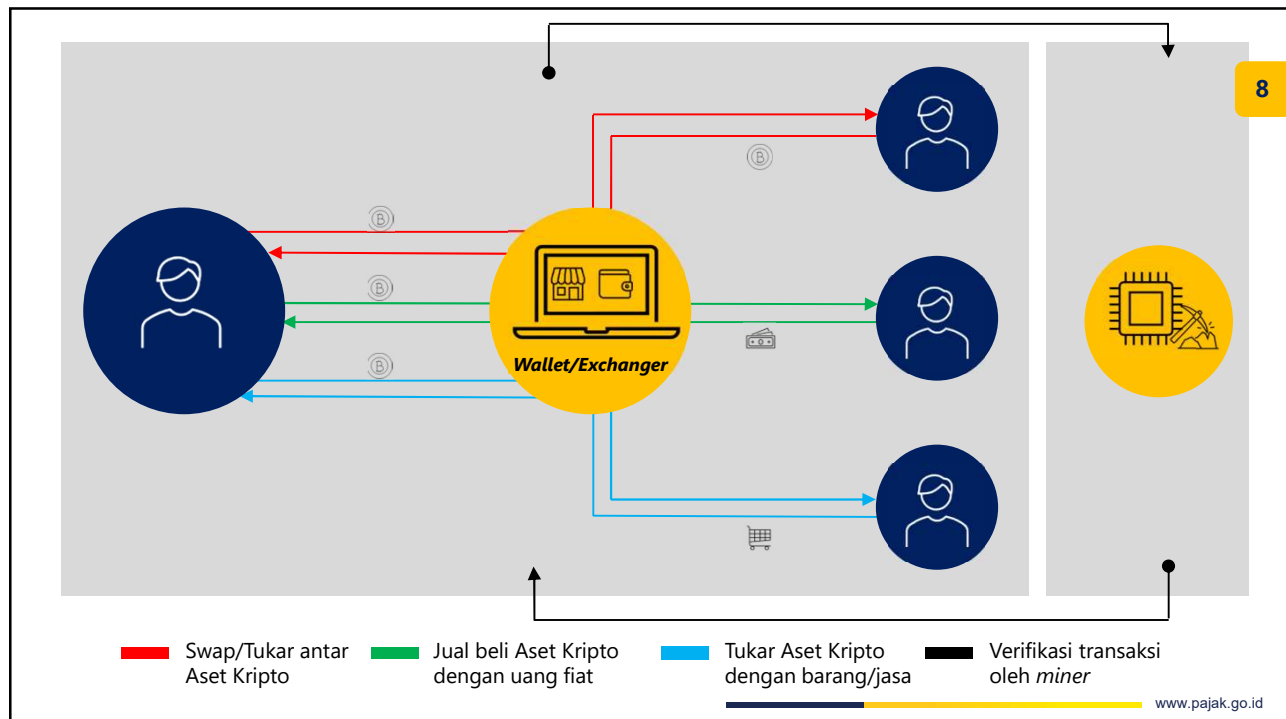 8
Wallet/Exchanger
Swap/Tukar antar
Aset Kripto
Jual beli Aset Kripto
dengan uang fiat
Tukar Aset Kripto
dengan barang/jasa
Verifikasi transaksi
oleh miner
www.pajak.go.id